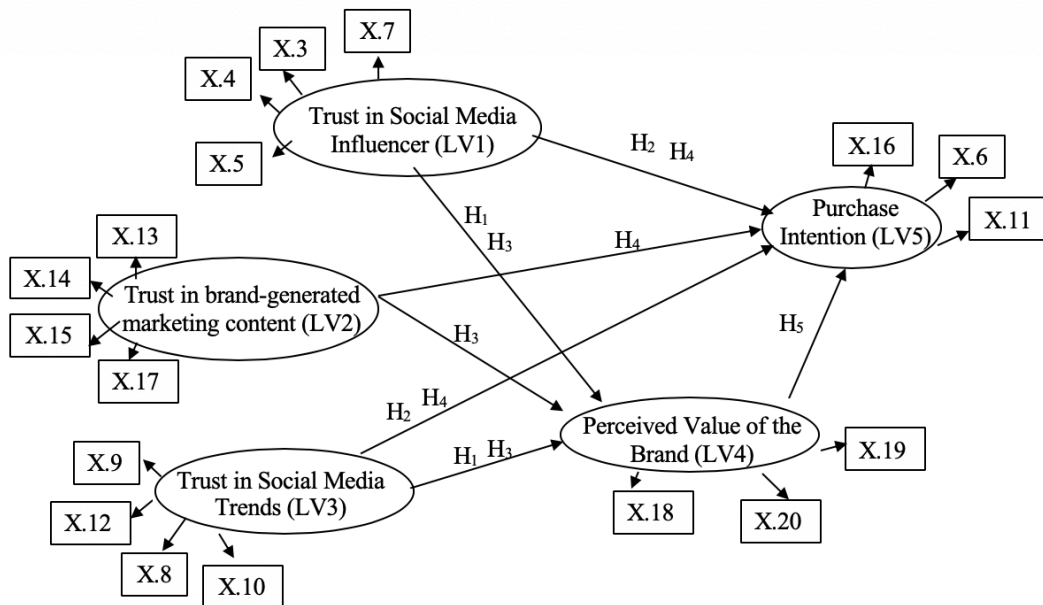 X.7
X.3
X.4
X.5
Trust in Social Media
Influencer (LV1)
H2 H4
X.16
X.6
X.11
Purchase
Intention (LV5)
H1
H3
H4
X.13
X.14
X.15
X.17
Trust in brand-generated
marketing content (LV2)
H3
H5
H2 H4
Perceived Value of the
Brand (LV4)
X.19
X.18
X.20
H1 H3
X.9
X.12
X.8
X.10
Trust in Social Media
Trends (LV3)